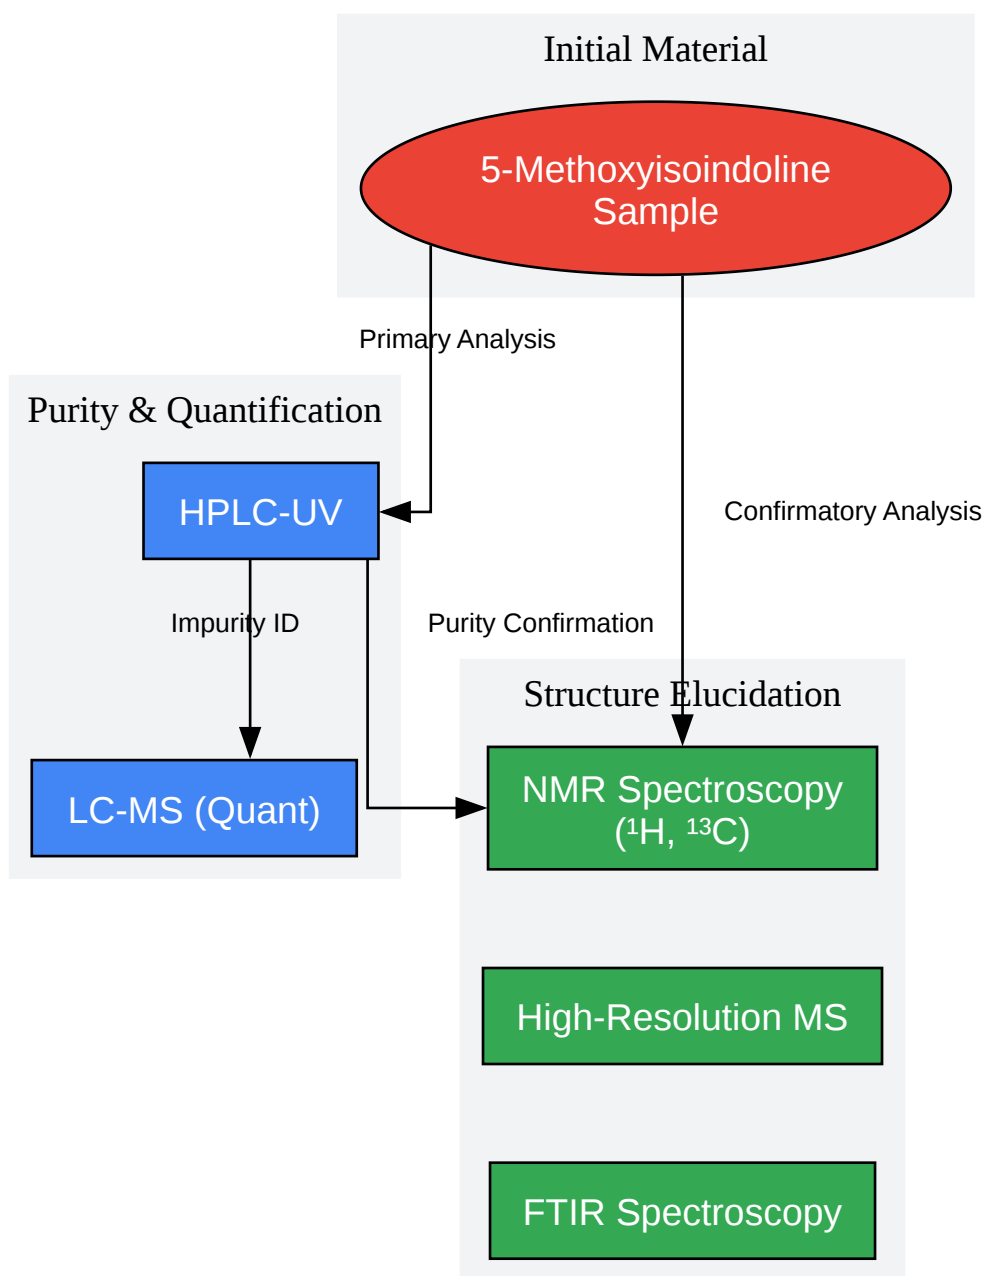 Initial Material
5-Methoxyisoindoline
Sample
Primary Analysis
Purity & Quantification
HPLC-UV
Confirmatory Analysis
Impurity ID
Purity Confirmation
Structure Elucidation
LC-MS (Quant)
NMR Spectroscopy
(¹H, ¹³C)
High-Resolution MS
FTIR Spectroscopy